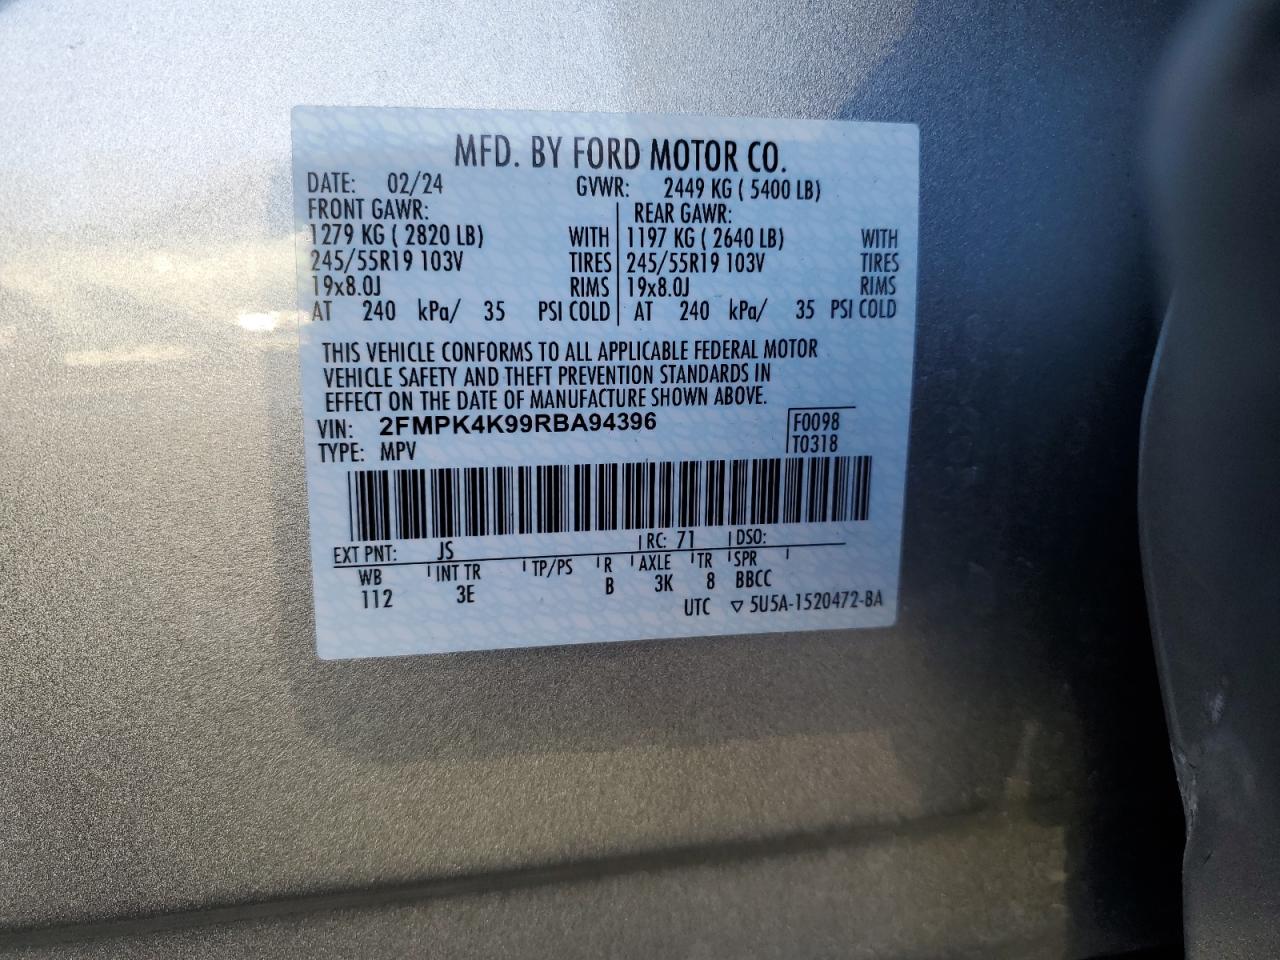 MFD. BY FORD MOTOR CO.
DATE: 02/24 GVWR: 2449 KG ( 5400 LB)
FRONT GAWR: REAR GAWR:
1279 KG ( 2820 LB) WITH 1197 KG ( 2640 LB) WITH
245/55R19 103V TIRES 245/55R19 103V TIRES
19x8.0J RIMS 19x8.0J RIMS
AT 240 kPa/ 35 PSI COLD AT 240 kPa/ 35 PSI COLD
THIS VEHICLE CONFORMS TO ALL APPLICABLE FEDERAL MOTOR
VEHICLE SAFETY AND THEFT PREVENTION STANDARDS IN
EFFECT ON THE DATE OF MANUFACTURE SHOWN ABOVE.
VIN: 2FMPK4K99RBA94396 F0098
TYPE: MPV T0318
EXT PNT: JS RC: 71 DSO:
WB INT TR TP/PS R AXLE TR SPR
112 3E B 3K 8 BBCC
UTC ▽ 5U5A-1520472-BA